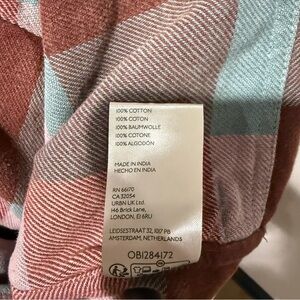 100% COTTON
100% COTON
100% BAUMWOLLE
100% COTONE
100% ALGODÓN
MADE IN INDIA
HECHO EN INDIA
RN 66170
CA 32054
URBN UK Ltd.
146 Brick Lane,
LONDON, E1 6RU
LEIDSESTRAAT 32, 1017 PB
AMSTERDAM, NETHERLANDS
OB1284172